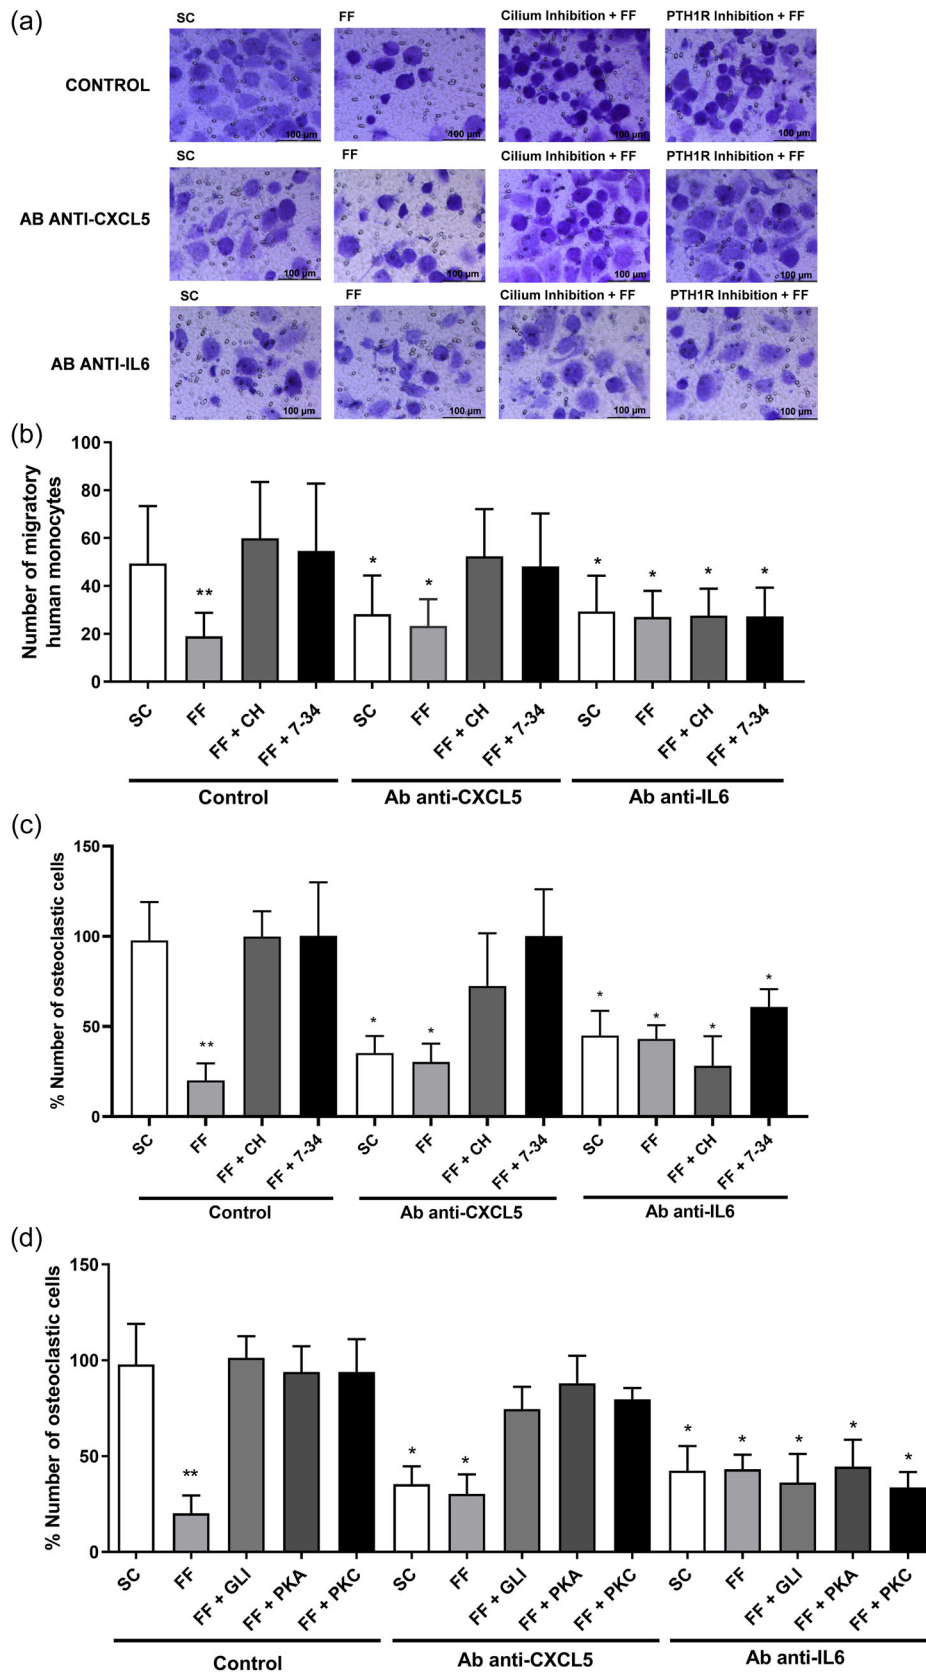 (a)
SC FF Cilium Inhibition + FF PTH1R Inhibition + FF
CONTROL
100 µm 100 µm 100 µm 100 µm
SC FF Cilium Inhibition + FF PTH1R Inhibition + FF
AB ANTI-CXCL5
100 µm 100 µm 100 µm 100 µm
SC FF Cilium Inhibition + FF PTH1R Inhibition + FF
AB ANTI-IL6
100 µm 100 µm 100 µm 100 µm
(b)
Number of migratory
human monocytes
100
80
60
40
20
0
** * * * * * *
SC FF FF + CH FF + 7-34 SC FF FF + CH FF + 7-34 SC FF FF + CH FF + 7-34
Control Ab anti-CXCL5 Ab anti-IL6
(c)
% Number of osteoclastic cells
150
100
50
0
** * * * * * *
SC FF FF + CH FF + 7-34 SC FF FF + CH FF + 7-34 SC FF FF + CH FF + 7-34
Control Ab anti-CXCL5 Ab anti-IL6
(d)
% Number of osteoclastic cells
150
100
50
0
** * * * * * * *
SC FF FF + GLI FF + PKA FF + PKC SC FF FF + GLI FF + PKA FF + PKC SC FF FF + GLI FF + PKA FF + PKC
Control Ab anti-CXCL5 Ab anti-IL6